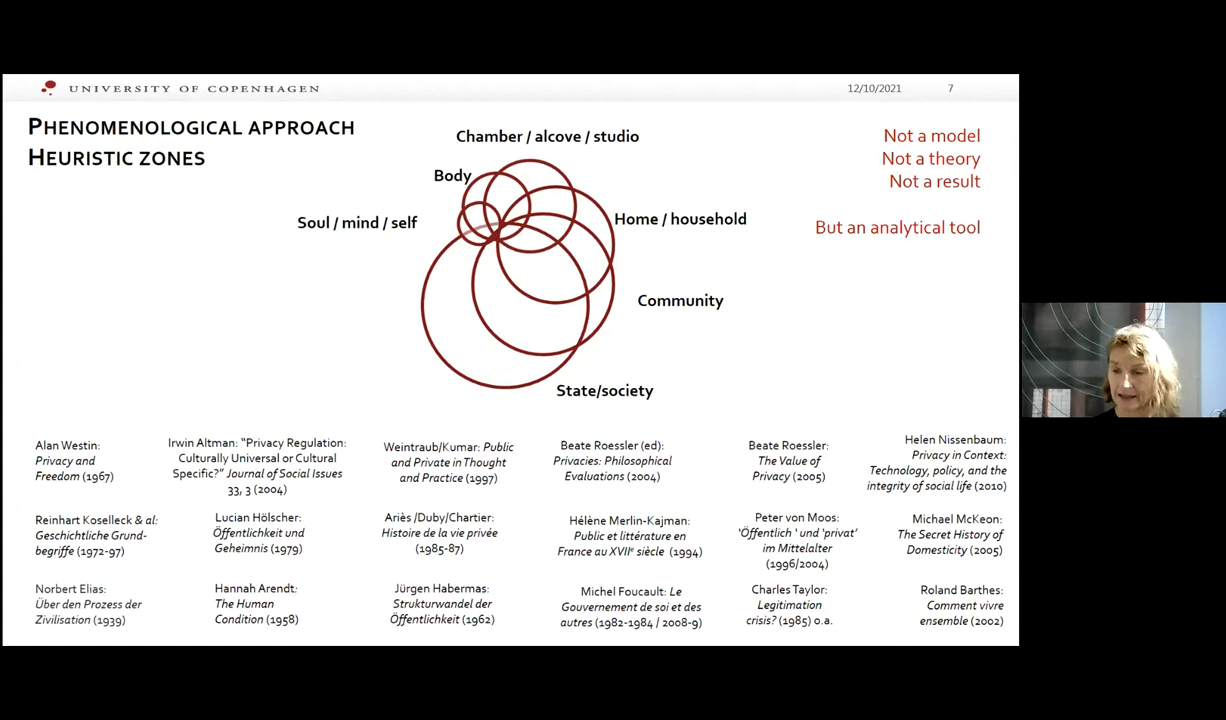 UNIVERSITY OF COPENHAGEN
12/10/2021 7
PHENOMENOLOGICAL APPROACH
HEURISTIC ZONES
Chamber / alcove / studio
Body
Soul / mind / self
Home / household
Community
State/society
Not a model
Not a theory
Not a result
But an analytical tool
Alan Westin:
Privacy and
Freedom (1967)
Irwin Altman: “Privacy Regulation:
Culturally Universal or Cultural
Specific?” Journal of Social Issues
33, 3 (2004)
Weintraub/Kumar: Public
and Private in Thought
and Practice (1997)
Beate Roessler (ed):
Privacies: Philosophical
Evaluations (2004)
Beate Roessler:
The Value of
Privacy (2005)
Helen Nissenbaum:
Privacy in Context:
Technology, policy, and the
integrity of social life (2010)
Reinhart Koselleck & al:
Geschichtliche Grund-
begriffe (1972-97)
Lucian Hölscher:
Öffentlichkeit und
Geheimnis (1979)
Ariès /Duby/Chartier:
Histoire de la vie privée
(1985-87)
Hélène Merlin-Kajman:
Public et littérature en
France au XVIIe siècle (1994)
Peter von Moos:
'Öffentlich ' und 'privat'
im Mittelalter
(1996/2004)
Michael McKeon:
The Secret History of
Domesticity (2005)
Norbert Elias:
Über den Prozess der
Zivilisation (1939)
Hannah Arendt:
The Human
Condition (1958)
Jürgen Habermas:
Strukturwandel der
Öffentlichkeit (1962)
Michel Foucault: Le
Gouvernement de soi et des
autres (1982-1984 / 2008-9)
Charles Taylor:
Legitimation
crisis? (1985) o.a.
Roland Barthes:
Comment vivre
ensemble (2002)